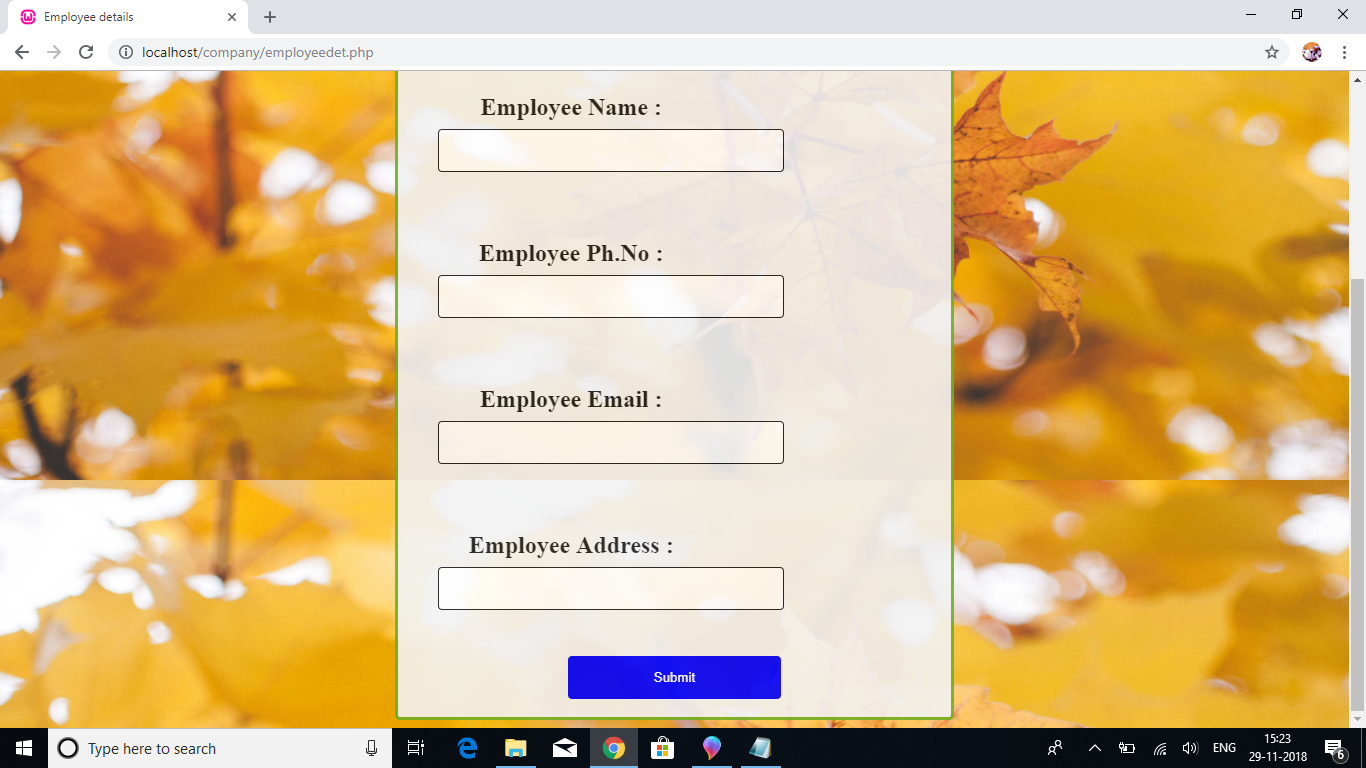 Employee details
localhost/company/employeedet.php
Employee Name :
Employee Ph.No :
Employee Email :
Employee Address :
Submit
Type here to search
ENG
15:23
29-11-2018
6